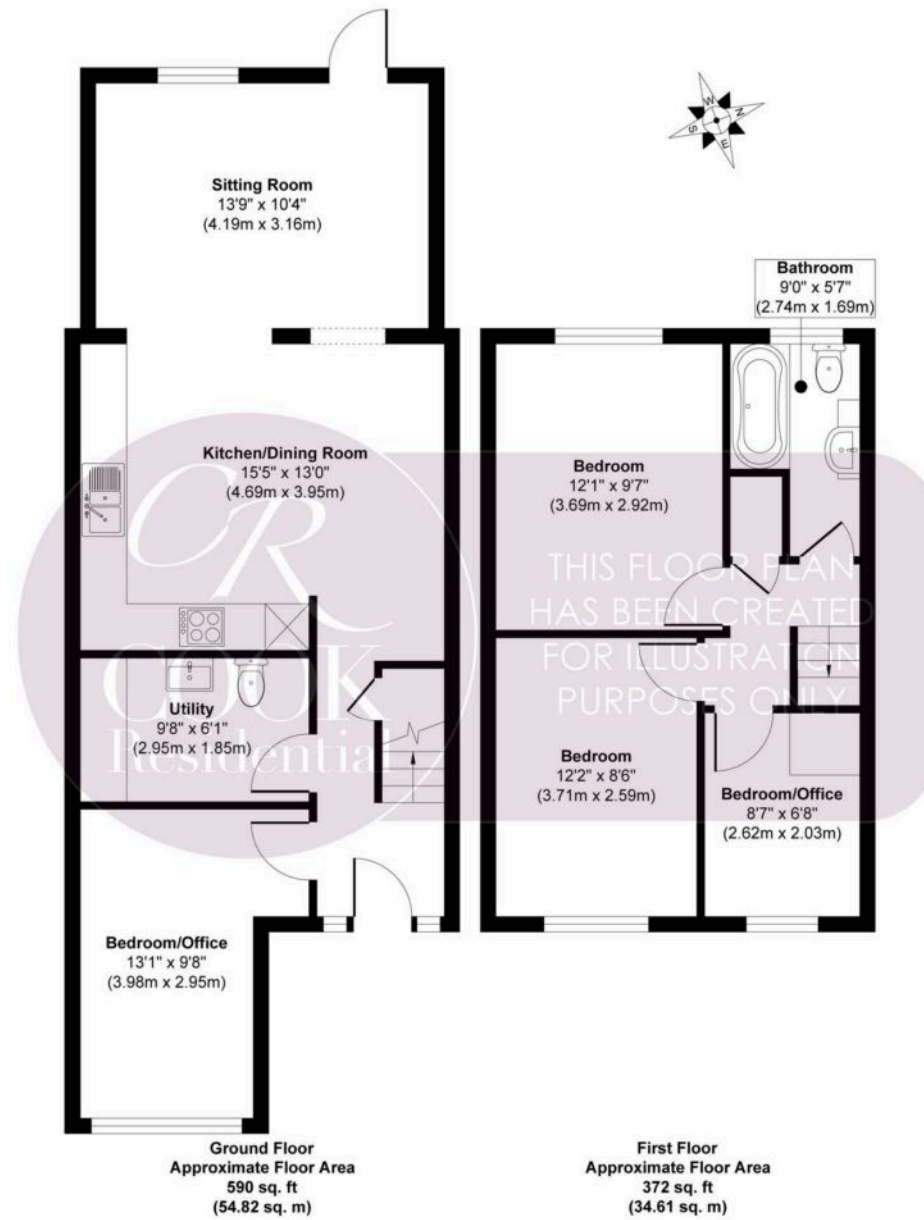 W
N
S
E
Sitting Room
13'9" x 10'4"
(4.19m x 3.16m)
Bathroom
9'0" x 5'7"
(2.74m x 1.69m)
Kitchen/Dining Room
15'5" x 13'0"
(4.69m x 3.95m)
Bedroom
12'1" x 9'7"
(3.69m x 2.92m)
CR
COOK
Residential
THIS FLOOR PLAN
HAS BEEN CREATED
FOR ILLUSTRATION
PURPOSES ONLY
Utility
9'8" x 6'1"
(2.95m x 1.85m)
Bedroom
12'2" x 8'6"
(3.71m x 2.59m)
Bedroom/Office
8'7" x 6'8"
(2.62m x 2.03m)
Bedroom/Office
13'1" x 9'8"
(3.98m x 2.95m)
Ground Floor
Approximate Floor Area
590 sq. ft
(54.82 sq. m)
First Floor
Approximate Floor Area
372 sq. ft
(34.61 sq. m)